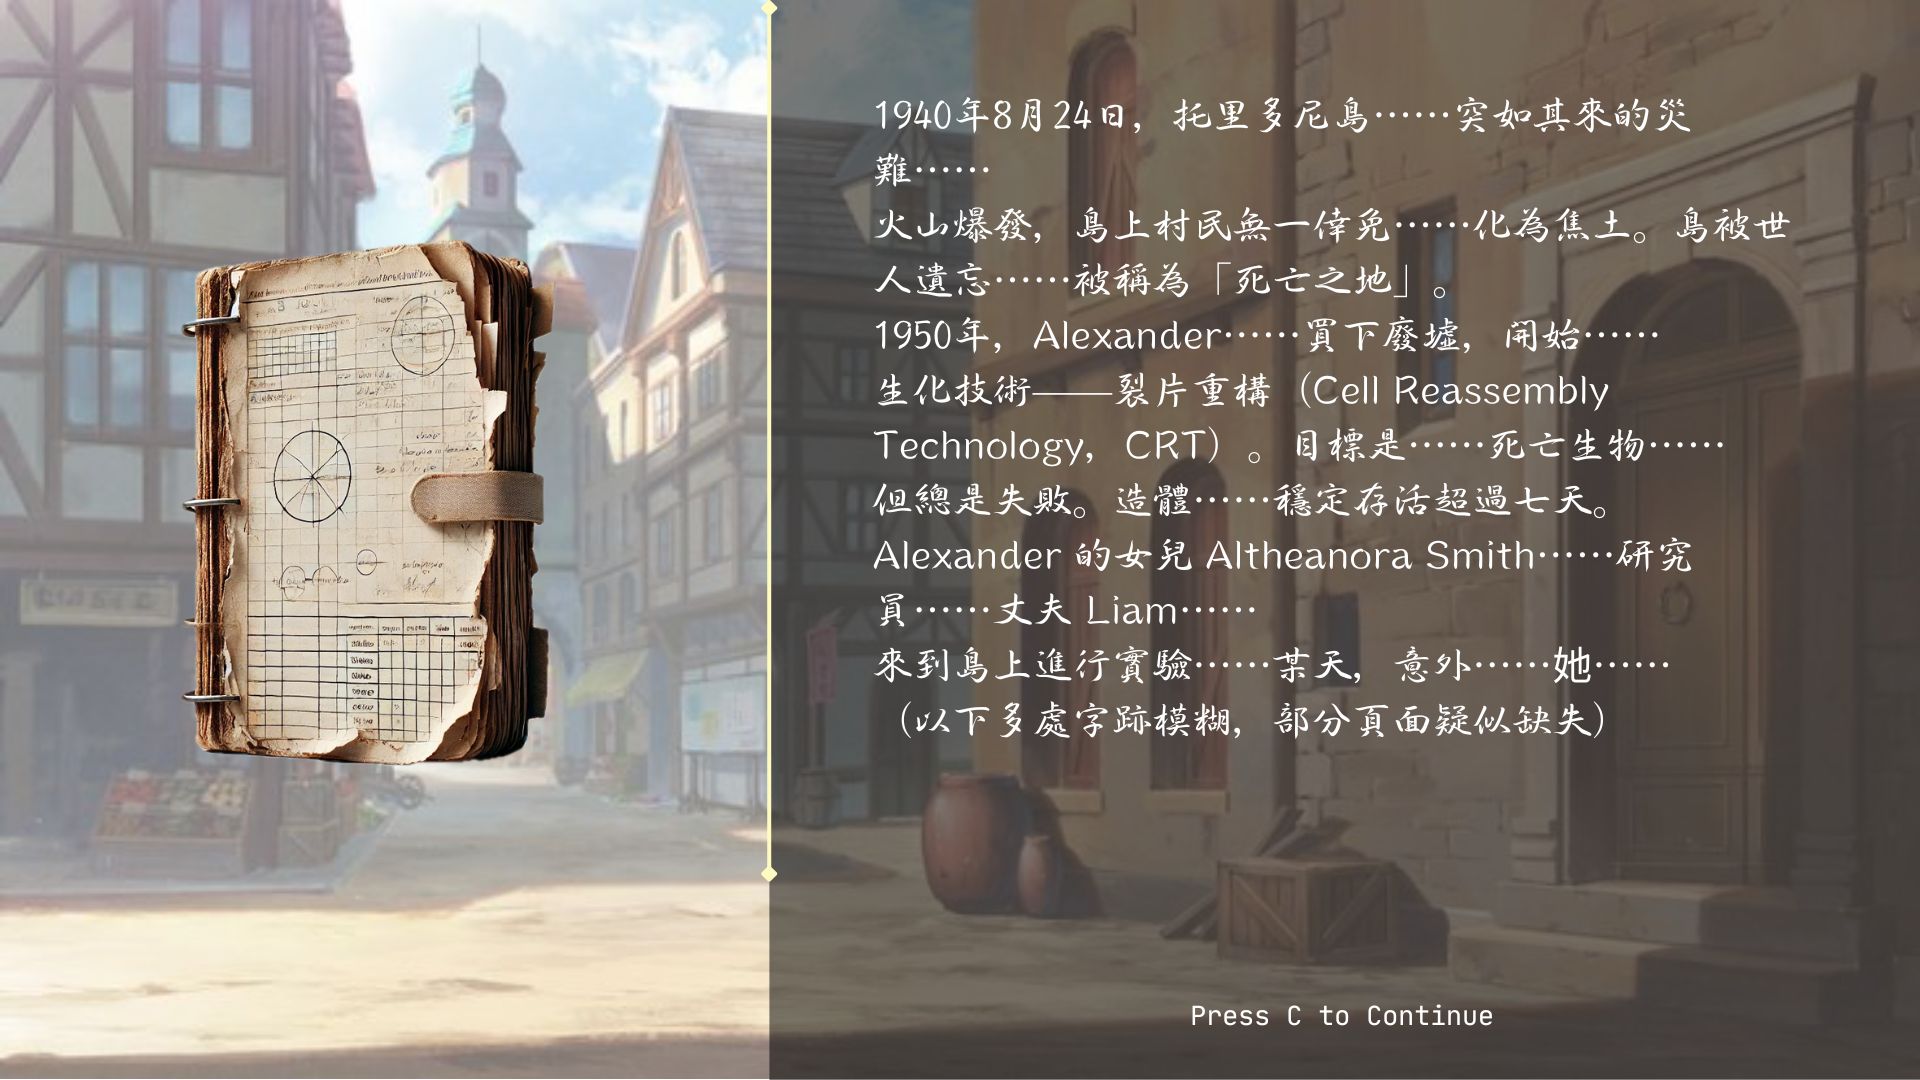 1940年8月24日，托里多尼島……突如其來的災
難……
火山爆發，島上村民無一倖免……化為焦土。島被世
人遺忘……被稱為「死亡之地」。
1950年，Alexander……買下廢墟，開始……
生化技術——裂片重構（Cell Reassembly
Technology，CRT）。目標是……死亡生物……
但總是失敗。造體……穩定存活超過七天。
Alexander 的女兒 Altheanora Smith……研究
員……丈夫 Liam……
來到島上進行實驗……某天，意外……她……
（以下多處字跡模糊，部分頁面疑似缺失）
Press C to Continue